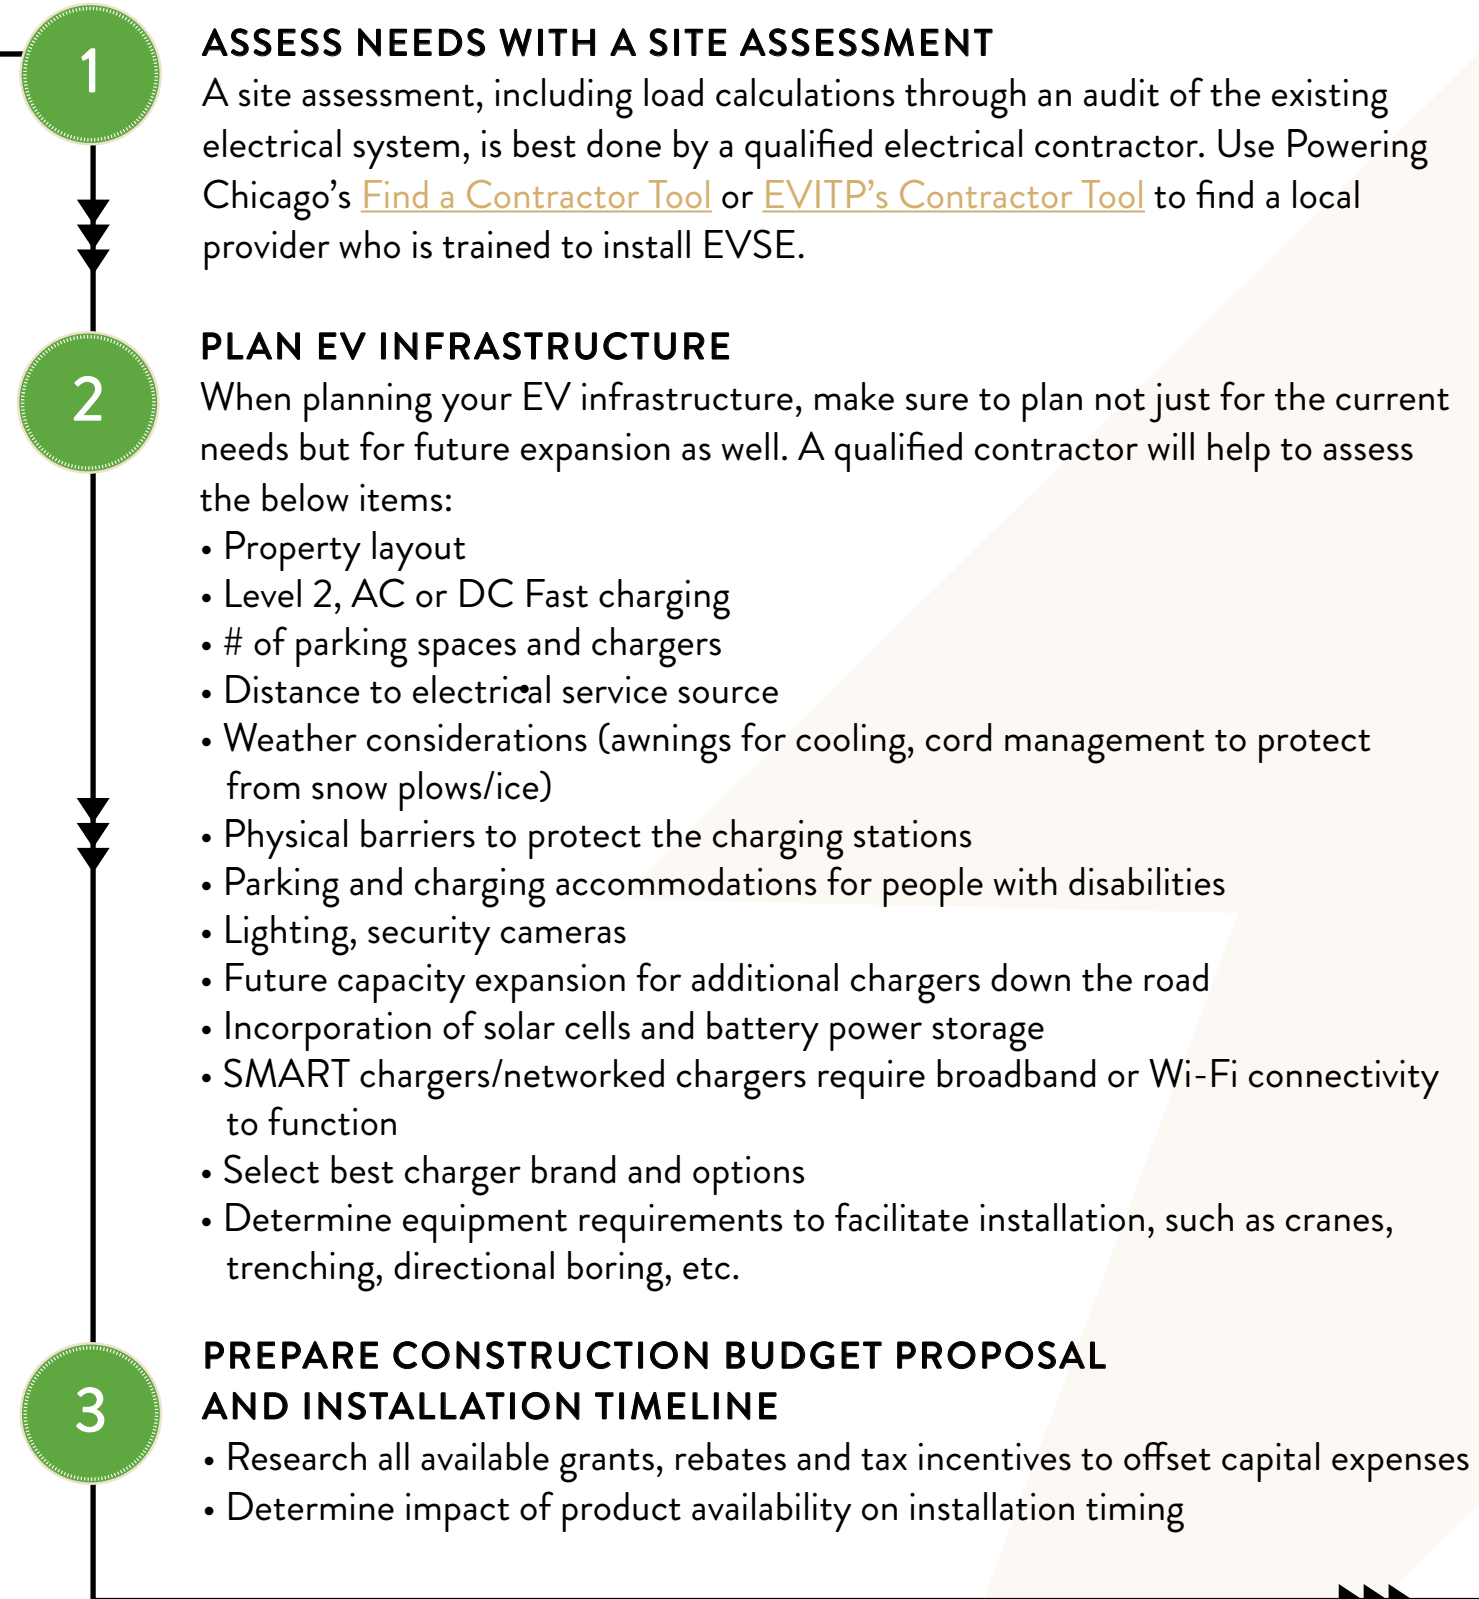 1
ASSESS NEEDS WITH A SITE ASSESSMENT
A site assessment, including load calculations through an audit of the existing
electrical system, is best done by a qualified electrical contractor. Use Powering
Chicago’s Find a Contractor Tool or EVITP’s Contractor Tool to find a local
provider who is trained to install EVSE.
2
PLAN EV INFRASTRUCTURE
When planning your EV infrastructure, make sure to plan not just for the current
needs but for future expansion as well. A qualified contractor will help to assess
the below items:
• Property layout
• Level 2, AC or DC Fast charging
• # of parking spaces and chargers
• Distance to electrical service source
• Weather considerations (awnings for cooling, cord management to protect
from snow plows/ice)
• Physical barriers to protect the charging stations
• Parking and charging accommodations for people with disabilities
• Lighting, security cameras
• Future capacity expansion for additional chargers down the road
• Incorporation of solar cells and battery power storage
• SMART chargers/networked chargers require broadband or Wi-Fi connectivity
to function
• Select best charger brand and options
• Determine equipment requirements to facilitate installation, such as cranes,
trenching, directional boring, etc.
3
PREPARE CONSTRUCTION BUDGET PROPOSAL
AND INSTALLATION TIMELINE
• Research all available grants, rebates and tax incentives to offset capital expenses
• Determine impact of product availability on installation timing